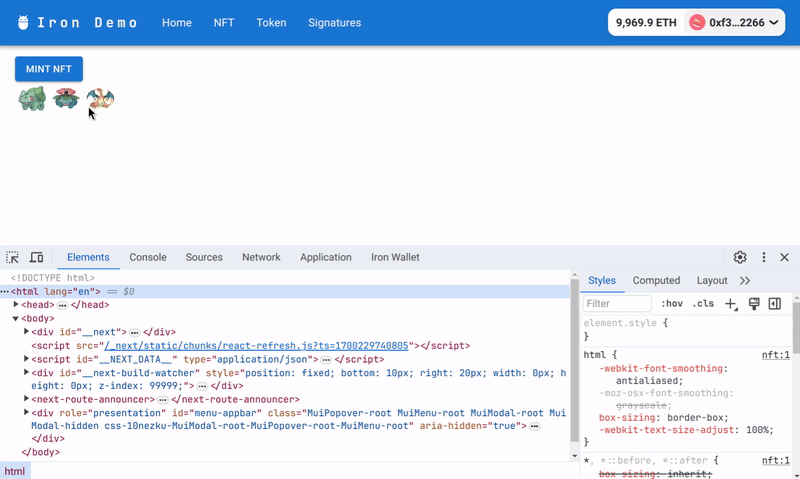 Iron Demo Home NFT Token Signatures 9,969.9 ETH 0xf3...2266
MINT NFT
Elements Console Sources Network Application Iron Wallet
<!DOCTYPE html>
<html lang="en"> == $0
<head> </head>
<body>
<div id="__next"> </div>
<script src="/_next/static/chunks/react-refresh.js?ts=1700229740805"></script>
<script id="__NEXT_DATA__" type="application/json"> </script>
<div id="__next-build-watcher" style="position: fixed; bottom: 10px; right: 20px; width: 0px; h
eight: 0px; z-index: 99999;"> </div>
<next-route-announcer> </next-route-announcer>
<div role="presentation" id="menu-appbar" class="MuiPopover-root MuiMenu-root MuiModal-root Mui
Modal-hidden css-10nezku-MuiModal-root-MuiPopover-root-MuiMenu-root" aria-hidden="true">
</div>
</body>
html
Styles Computed Layout
Filter :hov .cls
element.style {
}
html { nft:1
-webkit-font-smoothing:
antialiased;
-moz-osx-font-smoothing:
grayscale;
box-sizing: border-box;
-webkit-text-size-adjust: 100%;
}
*, *::before, *::after { nft:1
box-sizing: inherit;